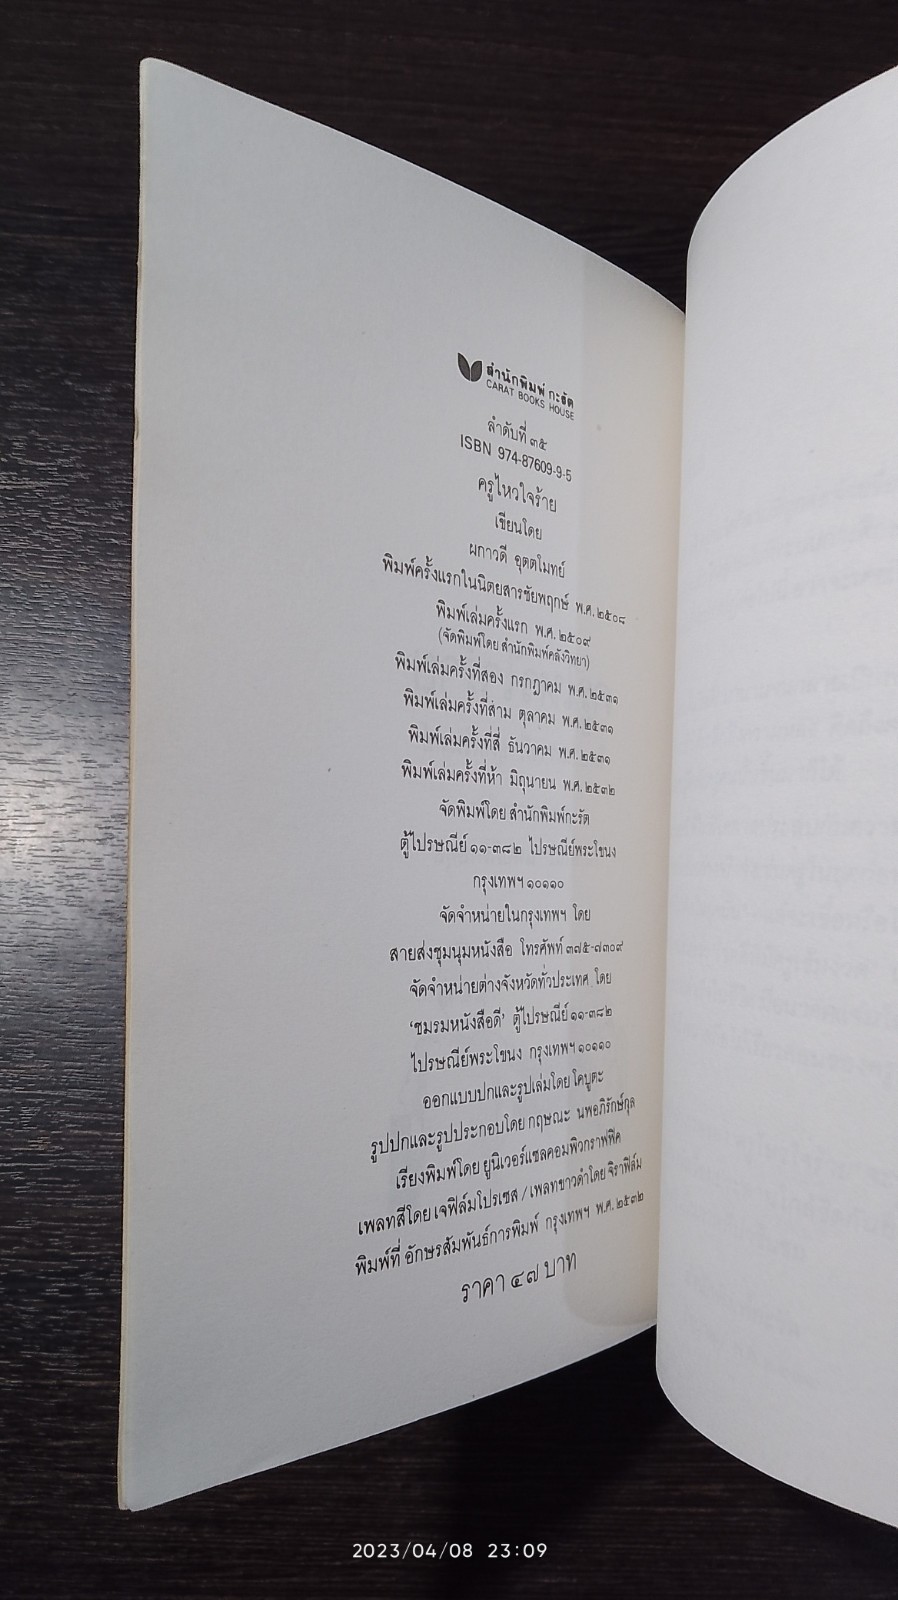 สำนักพิมพ์ กะรัต
CARAT BOOKS HOUSE
ลำดับที่ ๓๕
ISBN 974-87609-9-5
ครูไหวใจร้าย
เขียนโดย
ผกาวดี อุตตโมทย์
พิมพ์ครั้งแรกในนิตยสารชัยพฤกษ์ พ.ศ. ๒๕๐๘
พิมพ์เล่มครั้งแรก พ.ศ. ๒๕๐๙
(จัดพิมพ์โดย สำนักพิมพ์คลังวิทยา)
พิมพ์เล่มครั้งที่สอง กรกฎาคม พ.ศ. ๒๕๓๑
พิมพ์เล่มครั้งที่สาม ตุลาคม พ.ศ. ๒๕๓๑
พิมพ์เล่มครั้งที่สี่ ธันวาคม พ.ศ. ๒๕๓๑
พิมพ์เล่มครั้งที่ห้า มิถุนายน พ.ศ. ๒๕๓๒
จัดพิมพ์โดย สำนักพิมพ์กะรัต
ตู้ไปรษณีย์ ๑๑-๓๘๒ ไปรษณีย์พระโขนง
กรุงเทพฯ ๑๐๑๑๐
จัดจำหน่ายในกรุงเทพฯ โดย
สายส่งชุมนุมหนังสือ โทรศัพท์ ๓๗๕-๗๓๐๙
จัดจำหน่ายต่างจังหวัดทั่วประเทศ โดย
'ชมรมหนังสือดี' ตู้ไปรษณีย์ ๑๑-๓๘๒
ไปรษณีย์พระโขนง กรุงเทพฯ ๑๐๑๑๐
ออกแบบปกและรูปเล่มโดย โคบูตะ
รูปปกและรูปประกอบโดย กฤษณะ นพอภิรักษ์กุล
เรียงพิมพ์โดย ยูนิเวอร์แซลคอมพิวกราฟฟิค
เพลทสีโดย เจฟิล์มโปรเซส / เพลทขาวดำโดย จิราฟิล์ม
พิมพ์ที่ อักษรสัมพันธ์การพิมพ์ กรุงเทพฯ พ.ศ. ๒๕๓๒
ราคา ๔๗ บาท
2023/04/08 23:09